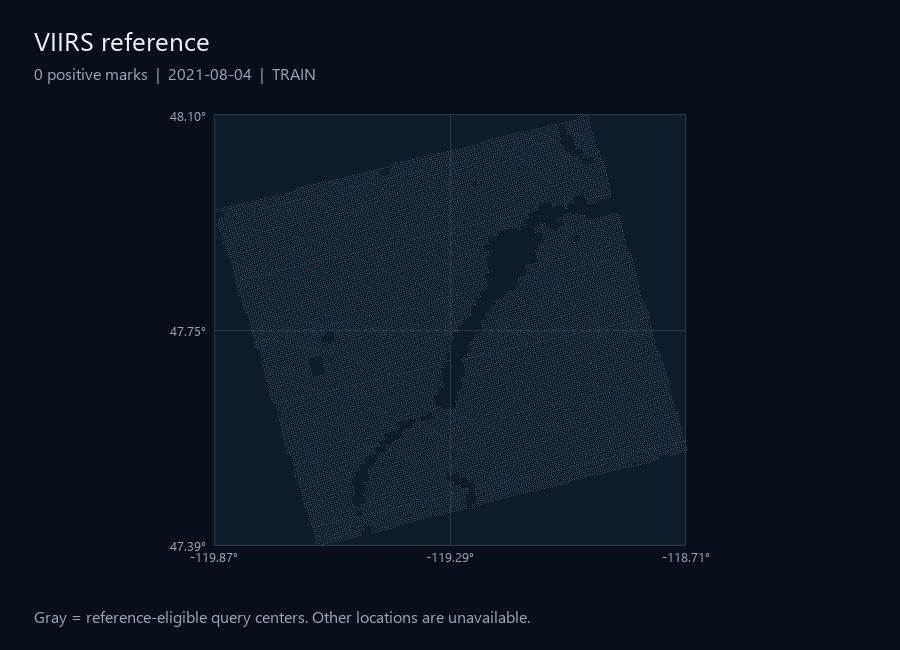 VIIRS reference
0 positive marks | 2021-08-04 | TRAIN
48.10°
47.75°
47.39°
-119.87° -119.29° -118.71°
Gray = reference-eligible query centers. Other locations are unavailable.